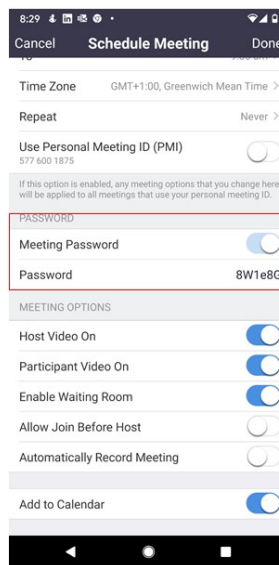 8:29
Cancel Schedule Meeting Done
Time Zone GMT+1:00, Greenwich Mean Time >
Repeat Never >
Use Personal Meeting ID (PMI)
577 600 1875
If this option is enabled, any meeting options that you change here
will be applied to all meetings that use your personal meeting ID.
PASSWORD
Meeting Password
Password 8W1e8G
MEETING OPTIONS
Host Video On
Participant Video On
Enable Waiting Room
Allow Join Before Host
Automatically Record Meeting
Add to Calendar